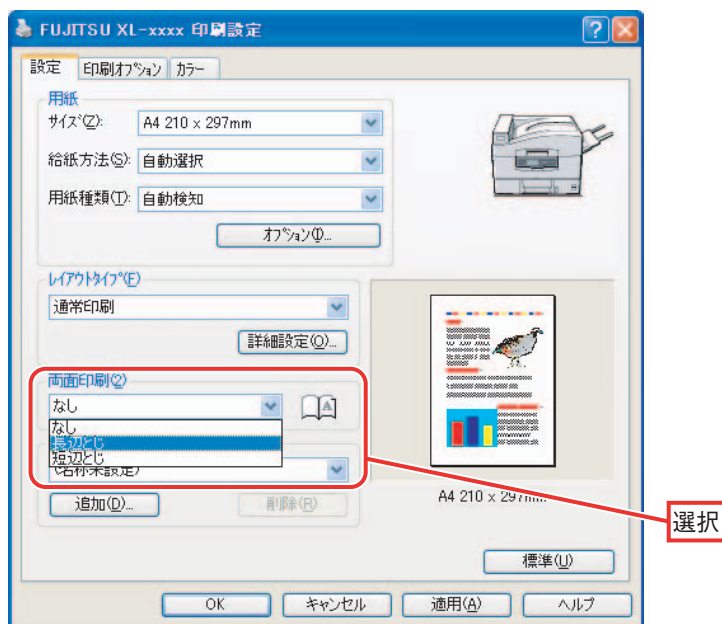 FUJITSU XL-xxxx 印刷設定
設定 印刷オプション カラー
用紙
サイズ(Z): A4 210 x 297mm
給紙方法(S): 自動選択
用紙種類(T): 自動検知
オプション(I)...
レイアウトタイプ(F)
通常印刷
詳細設定(O)...
両面印刷(2)
なし
なし
長辺とじ
短辺とじ
(名称未設定)
追加(D)... 削除(R)
A4 210 x 297mm
選択
標準(U)
OK キャンセル 適用(A) ヘルプ